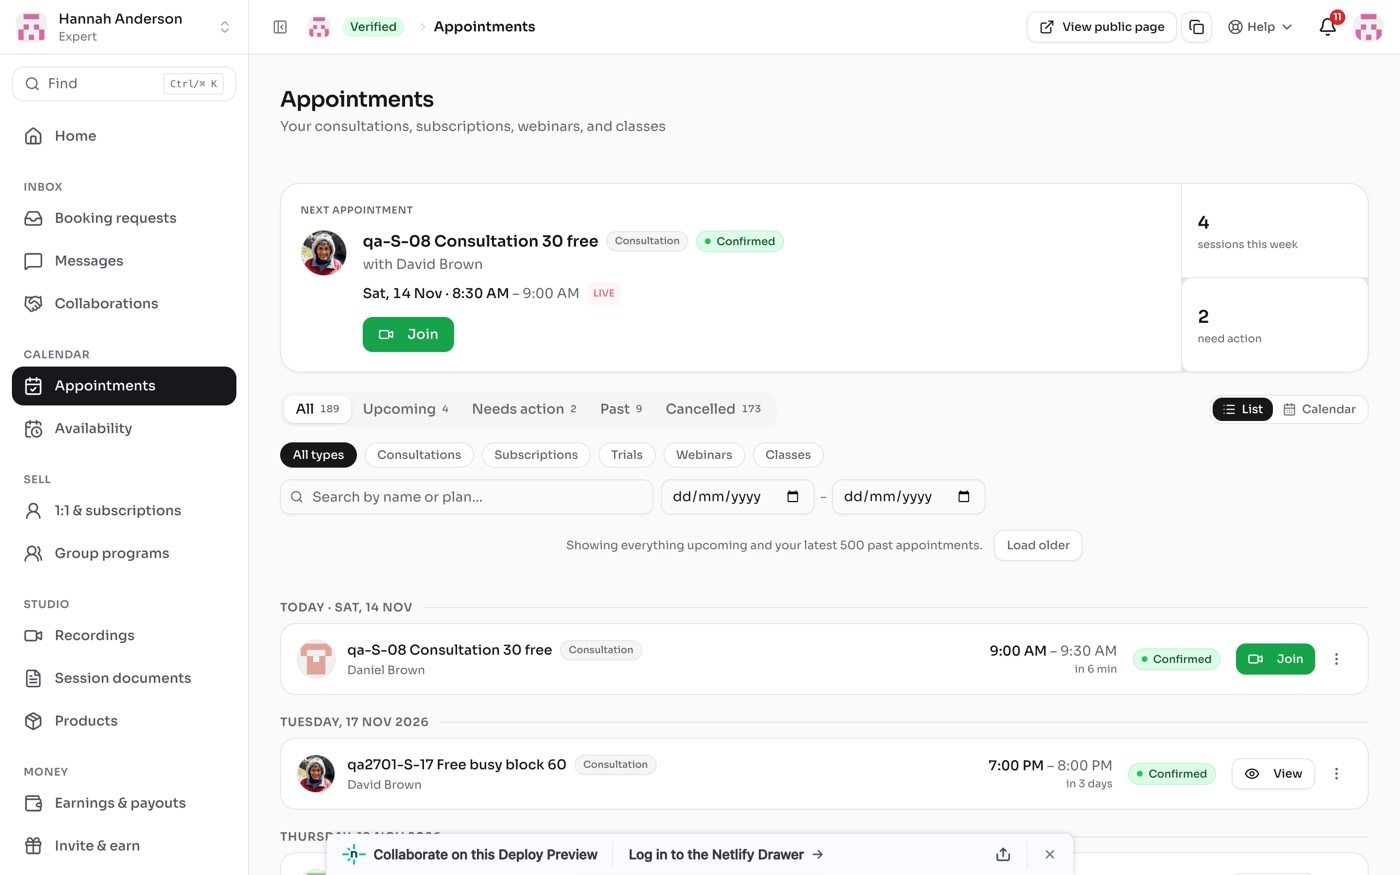 Hannah Anderson
Expert
Find
Ctrl/⌘ K
Home
INBOX
Booking requests
Messages
Collaborations
CALENDAR
Appointments
Availability
SELL
1:1 & subscriptions
Group programs
STUDIO
Recordings
Session documents
Products
MONEY
Earnings & payouts
Invite & earn
Verified
Appointments
View public page
Help
11
Appointments
Your consultations, subscriptions, webinars, and classes
NEXT APPOINTMENT
qa-S-08 Consultation 30 free Consultation Confirmed
with David Brown
Sat, 14 Nov · 8:30 AM – 9:00 AM LIVE
Join
4
sessions this week
2
need action
All 189 Upcoming 4 Needs action 2 Past 9 Cancelled 173
List Calendar
All types Consultations Subscriptions Trials Webinars Classes
Search by name or plan... dd/mm/yyyy – dd/mm/yyyy
Showing everything upcoming and your latest 500 past appointments. Load older
TODAY · SAT, 14 NOV
qa-S-08 Consultation 30 free Consultation
Daniel Brown
9:00 AM – 9:30 AM
in 6 min
Confirmed
Join
TUESDAY, 17 NOV 2026
qa2701-S-17 Free busy block 60 Consultation
David Brown
7:00 PM – 8:00 PM
in 3 days
Confirmed
View
Collaborate on this Deploy Preview
Log in to the Netlify Drawer →